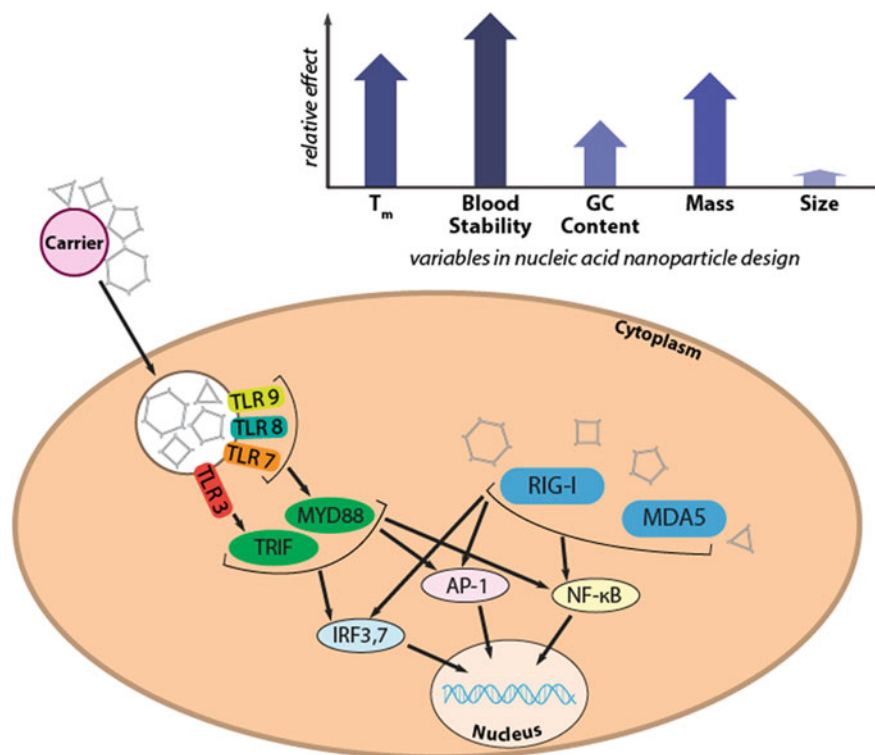 relative effect
Tm
Blood
Stability
GC
Content
Mass
Size
variables in nucleic acid nanoparticle design
Carrier
Cytoplasm
TLR 9
TLR 8
TLR 7
TLR 3
MYD88
TRIF
RIG-I
MDA5
AP-1
NF-κB
IRF3,7
Nucleus